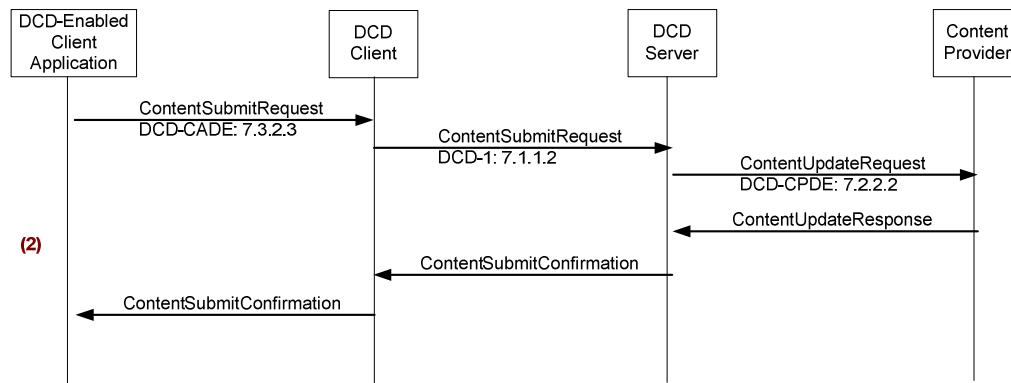 DCD-Enabled
Client
Application
DCD
Client
DCD
Server
Content
Provider
ContentSubmitRequest
DCD-CADE: 7.3.2.3
ContentSubmitRequest
DCD-1: 7.1.1.2
ContentUpdateRequest
DCD-CPDE: 7.2.2.2
ContentUpdateResponse
(2)
ContentSubmitConfirmation
ContentSubmitConfirmation